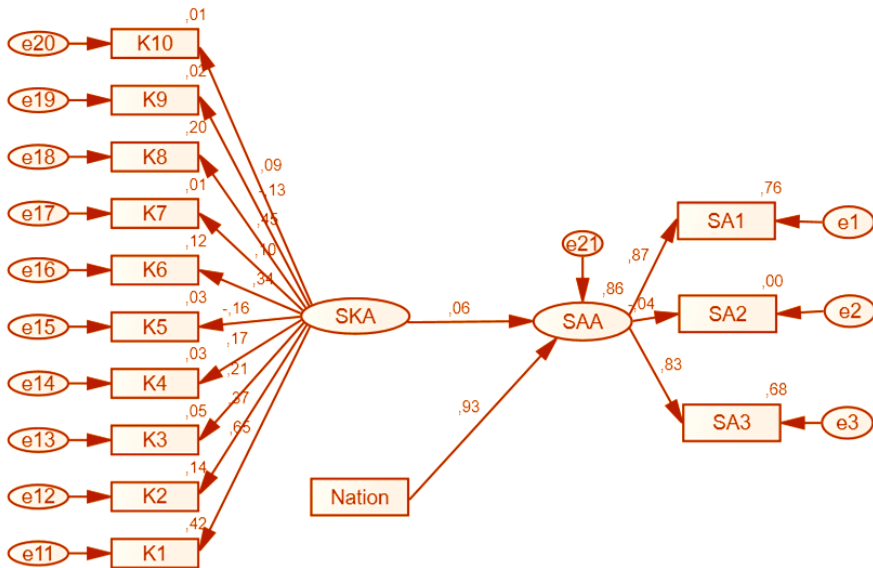 ,01
e20 K10
,02
e19 K9
,20
e18 K8
,01
e17 K7
,12
e16 K6
,03
e15 K5
,03
e14 K4
,05
e13 K3
,14
e12 K2
,42
e11 K1
,09
-,13
,45
,10
,34
-,16
,17
,21
,37
,65
SKA
,06
Nation
,93
e21
,86
SAA
,87
-,04
,83
,76
SA1 e1
,00
SA2 e2
,68
SA3 e3